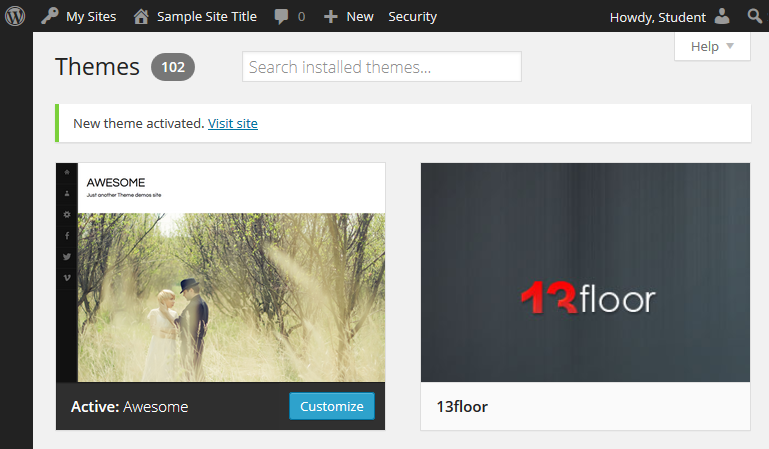 My Sites Sample Site Title 0 New Security Howdy, Student
Help
Themes 102 Search installed themes...
New theme activated. Visit site
AWESOME
Just another Theme demos site
13floor
Active: Awesome Customize
13floor